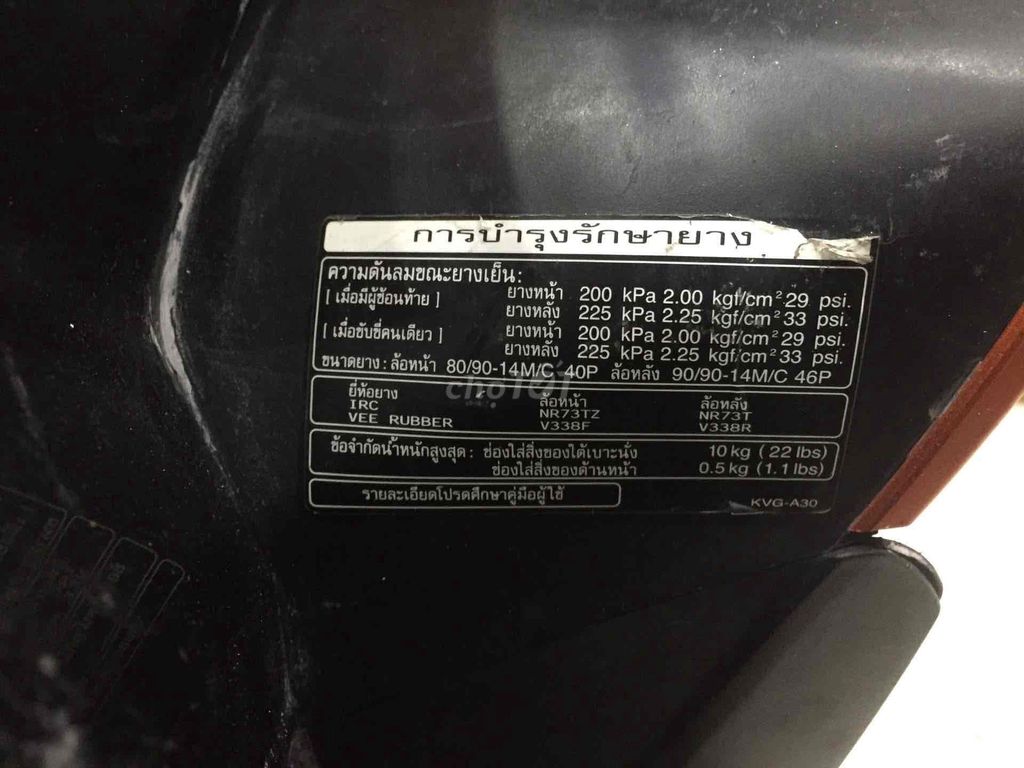 การบำรุงรักษายาง
ความดันลมขณะยางเย็น:
[ เมื่อมีผู้ซ้อนท้าย ] ยางหน้า 200 kPa 2.00 kgf/cm² 29 psi.
ยางหลัง 225 kPa 2.25 kgf/cm² 33 psi.
[ เมื่อขับขี่คนเดียว ] ยางหน้า 200 kPa 2.00 kgf/cm² 29 psi.
ยางหลัง 225 kPa 2.25 kgf/cm² 33 psi.
ขนาดยาง : ล้อหน้า 80/90-14M/C 40P ล้อหลัง 90/90-14M/C 46P
chợTỐT
ยี่ห้อยาง ล้อหน้า ล้อหลัง
IRC NR73TZ NR73T
VEE RUBBER V338F V338R
ข้อจำกัดน้ำหนักสูงสุด : ช่องใส่สิ่งของใต้เบาะนั่ง 10 kg ( 22 lbs)
ช่องใส่สิ่งของด้านหน้า 0.5 kg ( 1.1 lbs)
รายละเอียดโปรดศึกษาคู่มือผู้ใช้
KVG-A30